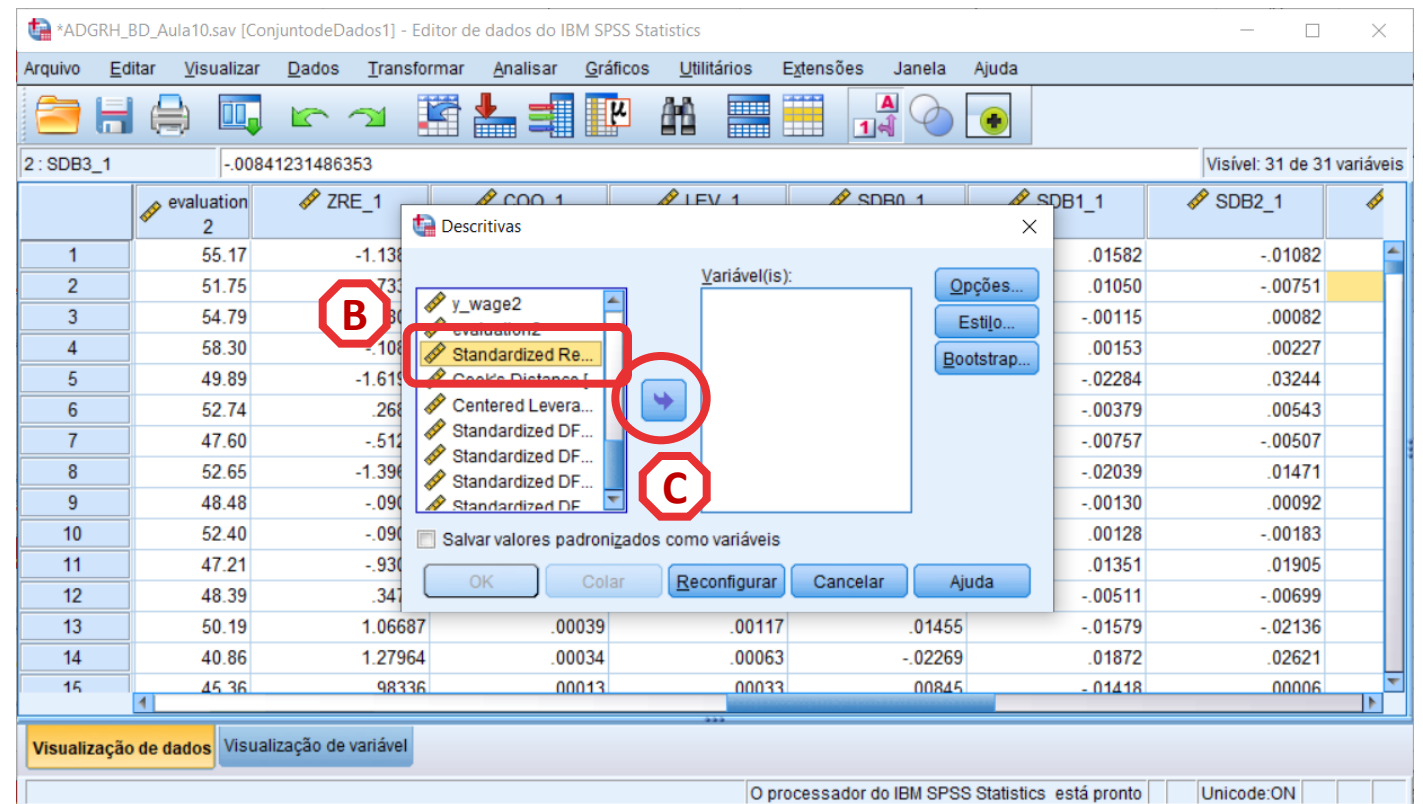 *ADGRH_BD_Aula10.sav [ConjuntodeDados1] - Editor de dados do IBM SPSS Statistics
Arquivo Editar Visualizar Dados Transformar Analisar Gráficos Utilitários Extensões Janela Ajuda
2 : SDB3_1 -.00841231486353 Visível: 31 de 31 variáveis
evaluation2 ZRE_1 COO_1 LEV_1 SDB0_1 SDB1_1 SDB2_1
Descritivas
1 55.17 -1.138 .01582 -.01082
2 51.75 .01050 -.00751
3 54.79 -.00115 .00082
4 58.30 -.108 .00153 .00227
5 49.89 -1.619 -.02284 .03244
6 52.74 .268 -.00379 .00543
7 47.60 -.512 -.00757 -.00507
8 52.65 -1.396 -.02039 .01471
9 48.48 -.090 -.00130 .00092
10 52.40 -.090 .00128 -.00183
11 47.21 -.930 .01351 .01905
12 48.39 .347 -.00511 -.00699
13 50.19 1.06687 .00039 .00117 .01455 -.01579 -.02136
14 40.86 1.27964 .00034 .00063 -.02269 .01872 .02621
15 45.36 .98336 .00013 .00033 .00845 -.01418 .00006
B
y_wage2
evaluation2
Standardized Re...
Cook's Distance [
Centered Levera...
Standardized DF...
Standardized DF...
Standardized DF...
Standardized DF
C
Variável(is):
Opções...
Estilo...
Bootstrap...
Salvar valores padronizados como variáveis
OK Colar Reconfigurar Cancelar Ajuda
A
1
Visualização de dados Visualização de variável
O processador do IBM SPSS Statistics está pronto Unicode:ON